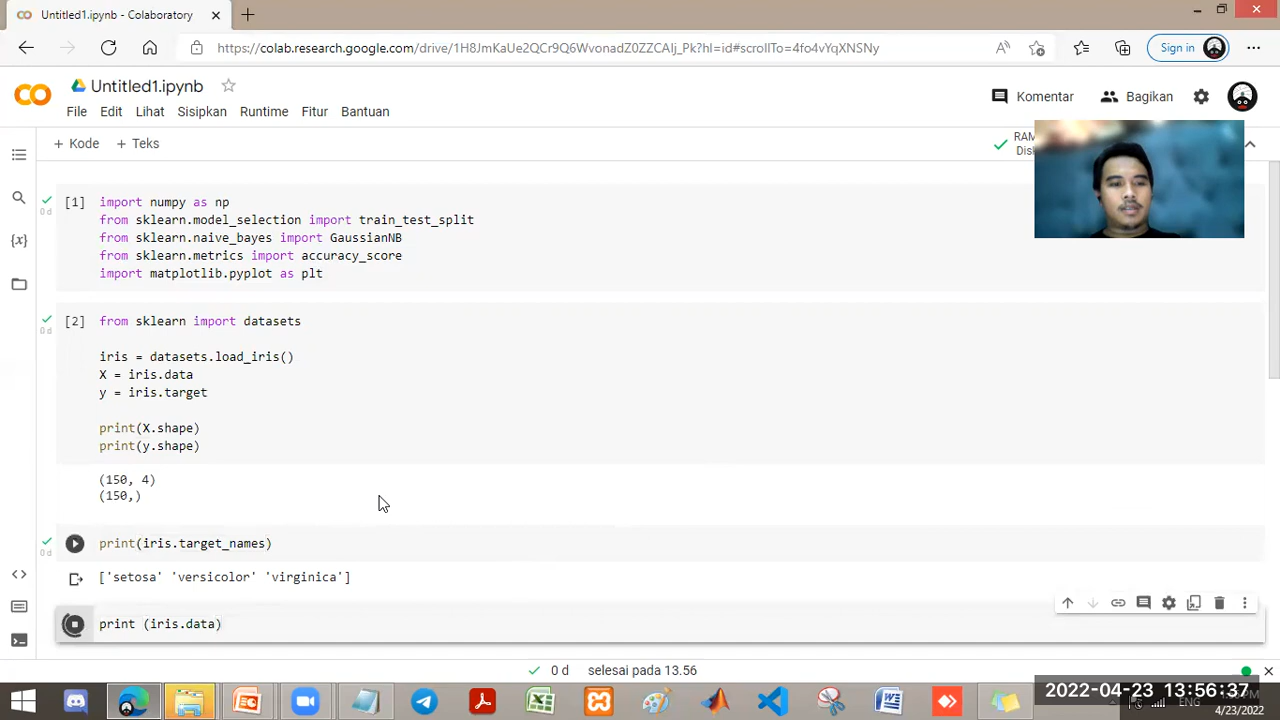 Untitled1.ipynb - Colaboratory
https://colab.research.google.com/drive/1H8JmKaUe2QCr9Q6WvonadZ0ZZCAIj_Pk?hl=id#scrollTo=4fo4vYqXNSNy
Sign in
Untitled1.ipynb
File Edit Lihat Sisipkan Runtime Fitur Bantuan
Komentar
Bagikan
+ Kode + Teks
RAM
[1] import numpy as np
from sklearn.model_selection import train_test_split
from sklearn.naive_bayes import GaussianNB
from sklearn.metrics import accuracy_score
import matplotlib.pyplot as plt
0 d
[2] from sklearn import datasets
0 d
iris = datasets.load_iris()
X = iris.data
y = iris.target
print(X.shape)
print(y.shape)
(150, 4)
(150,)
print(iris.target_names)
0 d
['setosa' 'versicolor' 'virginica']
print (iris.data)
0 d selesai pada 13.56
2022-04-23 13:56:37
ENG
4/23/2022